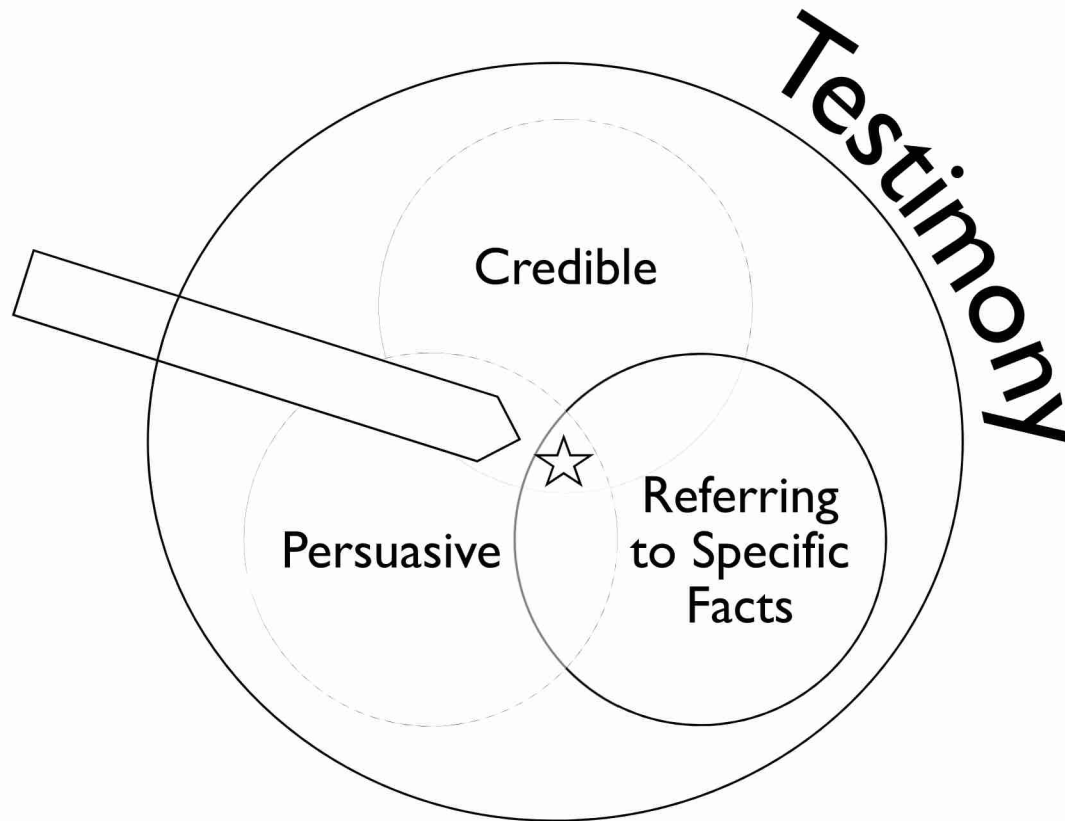 Testimony
Credible
Persuasive
Referring
to Specific
Facts